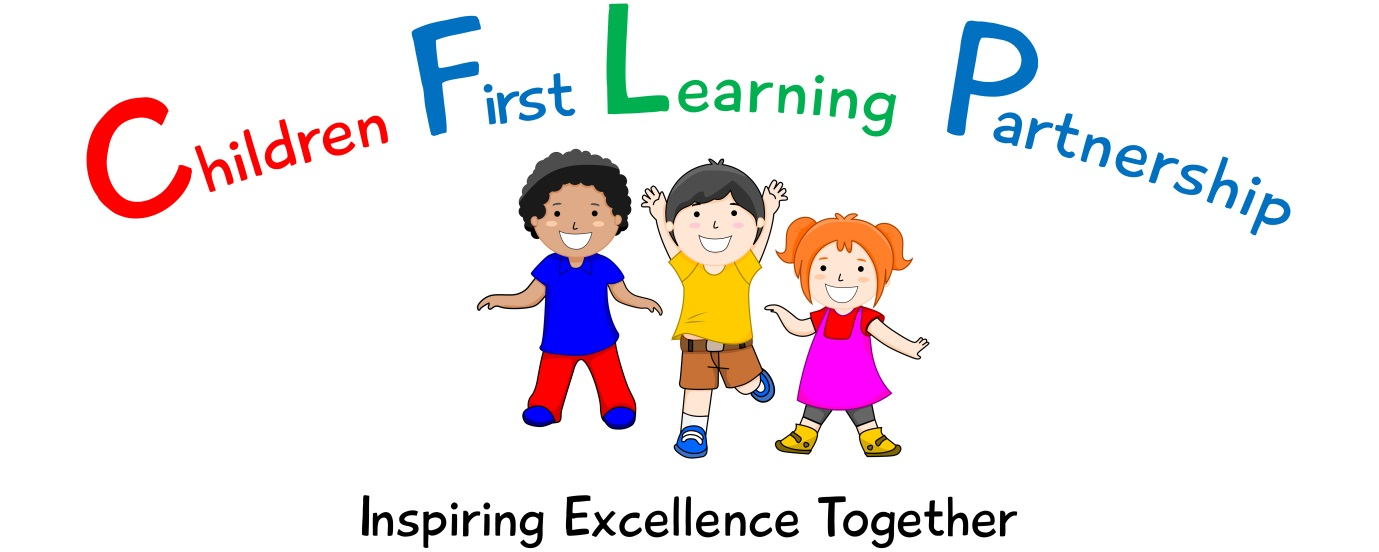 Children First Learning Partnership
Inspiring Excellence Together